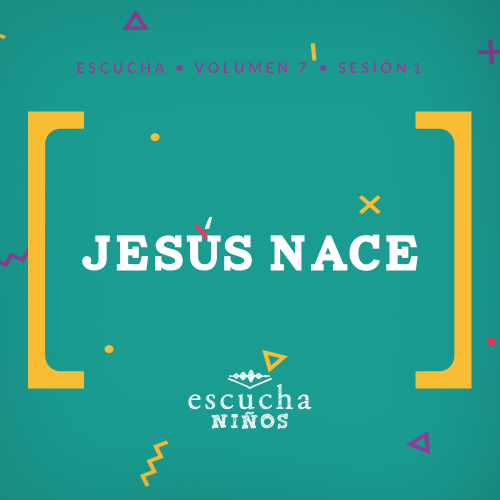 ESCUCHA • VOLUMEN 7 • SESIÓN 1
JESÚS NACE
escucha
NIÑOS